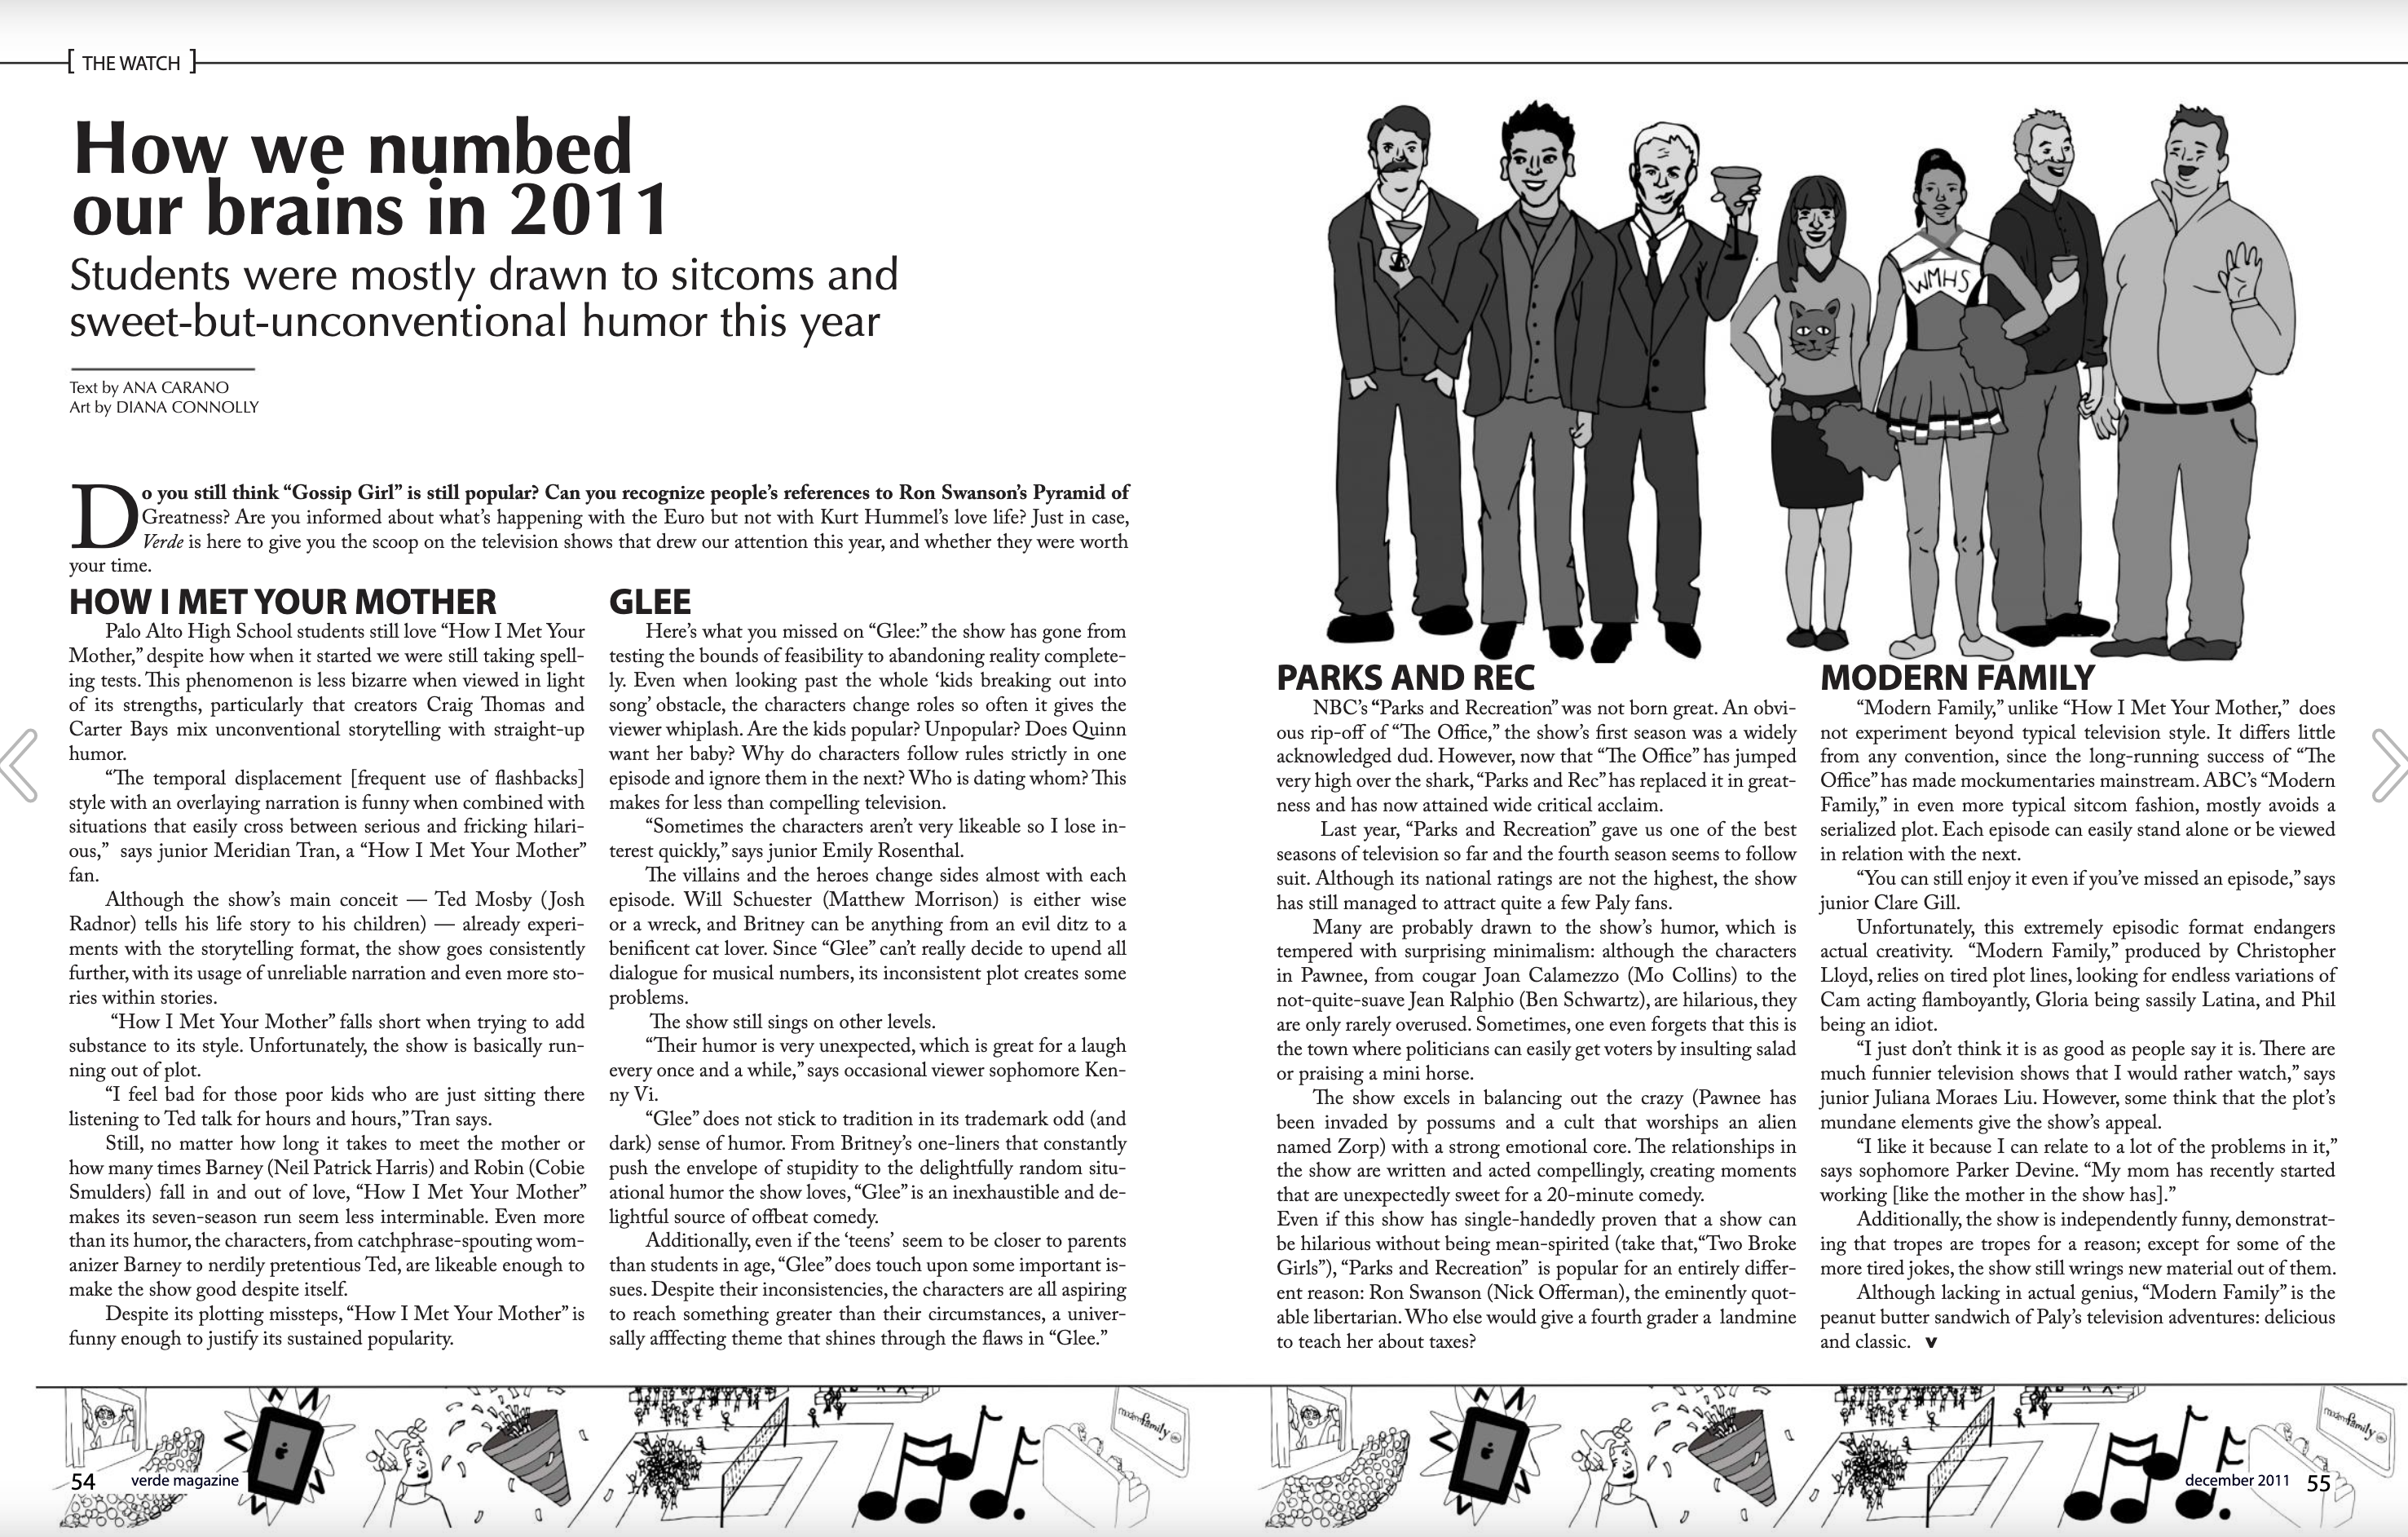 [ THE WATCH ]
How we numbed
our brains in 2011
Students were mostly drawn to sitcoms and
sweet-but-unconventional humor this year
Text by ANA CARANO
Art by DIANA CONNOLLY
Do you still think “Gossip Girl” is still popular? Can you recognize people’s references to Ron Swanson’s Pyramid of
Greatness? Are you informed about what’s happening with the Euro but not with Kurt Hummel’s love life? Just in case,
Verde is here to give you the scoop on the television shows that drew our attention this year, and whether they were worth
your time.
HOW I MET YOUR MOTHER
Palo Alto High School students still love “How I Met Your
Mother,” despite how when it started we were still taking spell-
ing tests. This phenomenon is less bizarre when viewed in light
of its strengths, particularly that creators Craig Thomas and
Carter Bays mix unconventional storytelling with straight-up
humor.
“The temporal displacement [frequent use of flashbacks]
style with an overlaying narration is funny when combined with
situations that easily cross between serious and fricking hilari-
ous,” says junior Meridian Tran, a “How I Met Your Mother”
fan.
Although the show’s main conceit — Ted Mosby (Josh
Radnor) tells his life story to his children) — already experi-
ments with the storytelling format, the show goes consistently
further, with its usage of unreliable narration and even more sto-
ries within stories.
“How I Met Your Mother” falls short when trying to add
substance to its style. Unfortunately, the show is basically run-
ning out of plot.
“I feel bad for those poor kids who are just sitting there
listening to Ted talk for hours and hours,” Tran says.
Still, no matter how long it takes to meet the mother or
how many times Barney (Neil Patrick Harris) and Robin (Cobie
Smulders) fall in and out of love, “How I Met Your Mother”
makes its seven-season run seem less interminable. Even more
than its humor, the characters, from catchphrase-spouting wom-
anizer Barney to nerdily pretentious Ted, are likeable enough to
make the show good despite itself.
Despite its plotting missteps, “How I Met Your Mother” is
funny enough to justify its sustained popularity.
GLEE
Here’s what you missed on “Glee:” the show has gone from
testing the bounds of feasibility to abandoning reality complete-
ly. Even when looking past the whole ‘kids breaking out into
song’ obstacle, the characters change roles so often it gives the
viewer whiplash. Are the kids popular? Unpopular? Does Quinn
want her baby? Why do characters follow rules strictly in one
episode and ignore them in the next? Who is dating whom? This
makes for less than compelling television.
“Sometimes the characters aren’t very likeable so I lose in-
terest quickly,” says junior Emily Rosenthal.
The villains and the heroes change sides almost with each
episode. Will Schuester (Matthew Morrison) is either wise
or a wreck, and Britney can be anything from an evil ditz to a
benificent cat lover. Since “Glee” can’t really decide to upend all
dialogue for musical numbers, its inconsistent plot creates some
problems.
The show still sings on other levels.
“Their humor is very unexpected, which is great for a laugh
every once and a while,” says occasional viewer sophomore Ken-
ny Vi.
“Glee” does not stick to tradition in its trademark odd (and
dark) sense of humor. From Britney’s one-liners that constantly
push the envelope of stupidity to the delightfully random situ-
ational humor the show loves, “Glee” is an inexhaustible and de-
lightful source of offbeat comedy.
Additionally, even if the ‘teens’ seem to be closer to parents
than students in age, “Glee” does touch upon some important is-
sues. Despite their inconsistencies, the characters are all aspiring
to reach something greater than their circumstances, a univer-
sally afffecting theme that shines through the flaws in “Glee.”
WMHS
PARKS AND REC
NBC’s “Parks and Recreation” was not born great. An obvi-
ous rip-off of “The Office,” the show’s first season was a widely
acknowledged dud. However, now that “The Office” has jumped
very high over the shark, “Parks and Rec” has replaced it in great-
ness and has now attained wide critical acclaim.
Last year, “Parks and Recreation” gave us one of the best
seasons of television so far and the fourth season seems to follow
suit. Although its national ratings are not the highest, the show
has still managed to attract quite a few Paly fans.
Many are probably drawn to the show’s humor, which is
tempered with surprising minimalism: although the characters
in Pawnee, from cougar Joan Calamezzo (Mo Collins) to the
not-quite-suave Jean Ralphio (Ben Schwartz), are hilarious, they
are only rarely overused. Sometimes, one even forgets that this is
the town where politicians can easily get voters by insulting salad
or praising a mini horse.
The show excels in balancing out the crazy (Pawnee has
been invaded by possums and a cult that worships an alien
named Zorp) with a strong emotional core. The relationships in
the show are written and acted compellingly, creating moments
that are unexpectedly sweet for a 20-minute comedy.
Even if this show has single-handedly proven that a show can
be hilarious without being mean-spirited (take that, “Two Broke
Girls”), “Parks and Recreation” is popular for an entirely differ-
ent reason: Ron Swanson (Nick Offerman), the eminently quot-
able libertarian. Who else would give a fourth grader a landmine
to teach her about taxes?
MODERN FAMILY
“Modern Family,” unlike “How I Met Your Mother,” does
not experiment beyond typical television style. It differs little
from any convention, since the long-running success of “The
Office” has made mockumentaries mainstream. ABC’s “Modern
Family,” in even more typical sitcom fashion, mostly avoids a
serialized plot. Each episode can easily stand alone or be viewed
in relation with the next.
“You can still enjoy it even if you’ve missed an episode,” says
junior Clare Gill.
Unfortunately, this extremely episodic format endangers
actual creativity. “Modern Family,” produced by Christopher
Lloyd, relies on tired plot lines, looking for endless variations of
Cam acting flamboyantly, Gloria being sassily Latina, and Phil
being an idiot.
“I just don’t think it is as good as people say it is. There are
much funnier television shows that I would rather watch,” says
junior Juliana Moraes Liu. However, some think that the plot’s
mundane elements give the show’s appeal.
“I like it because I can relate to a lot of the problems in it,”
says sophomore Parker Devine. “My mom has recently started
working [like the mother in the show has].”
Additionally, the show is independently funny, demonstrat-
ing that tropes are tropes for a reason; except for some of the
more tired jokes, the show still wrings new material out of them.
Although lacking in actual genius, “Modern Family” is the
peanut butter sandwich of Paly’s television adventures: delicious
and classic. V
modern family
modern family
54 verde magazine
december 2011 55